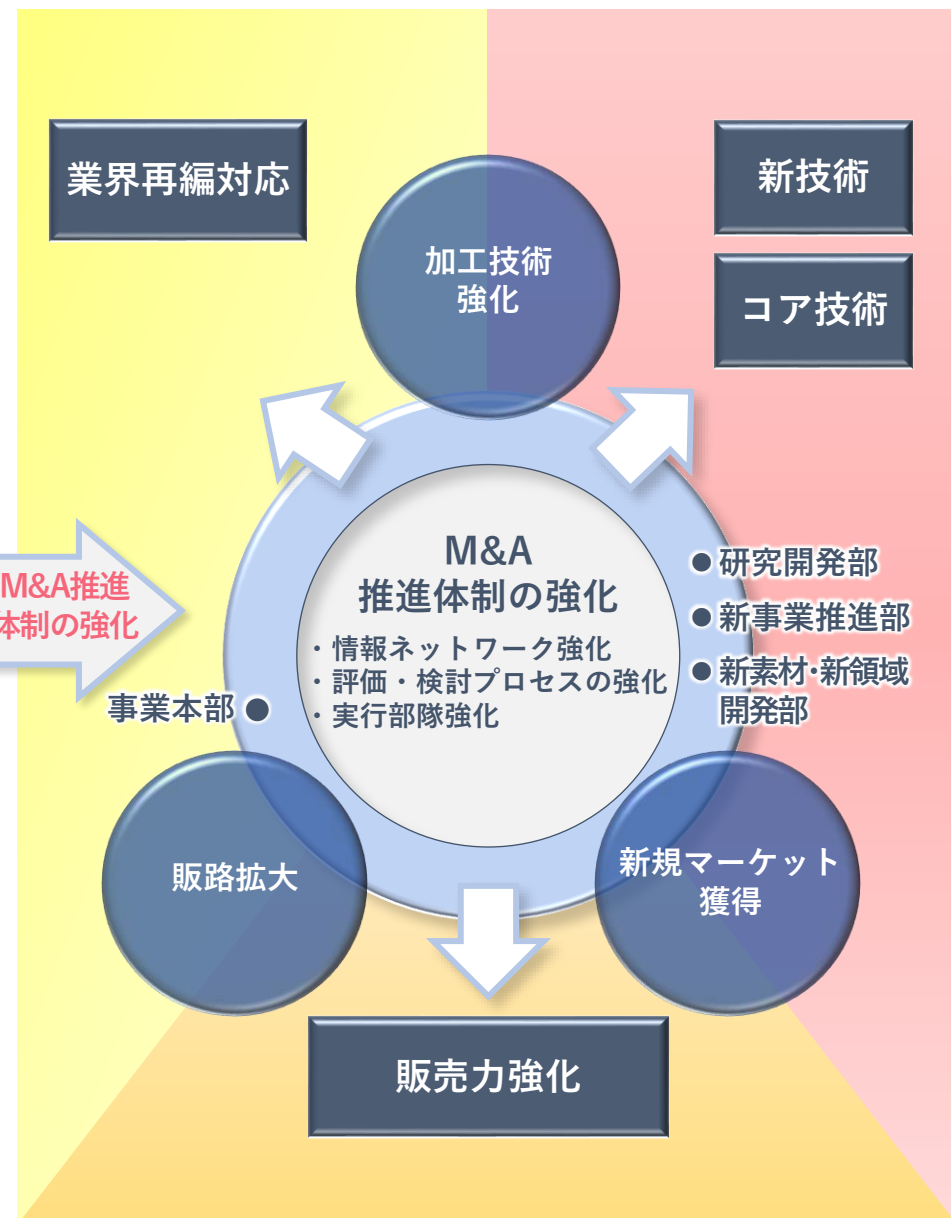 業界再編対応
新技術
コア技術
加工技術
強化
M&A推進
体制の強化
M&A
推進体制の強化
・情報ネットワーク強化
・評価・検討プロセスの強化
・実行部隊強化
●研究開発部
●新事業推進部
●新素材･新領域
開発部
事業本部●
販路拡大
新規マーケット
獲得
販売力強化